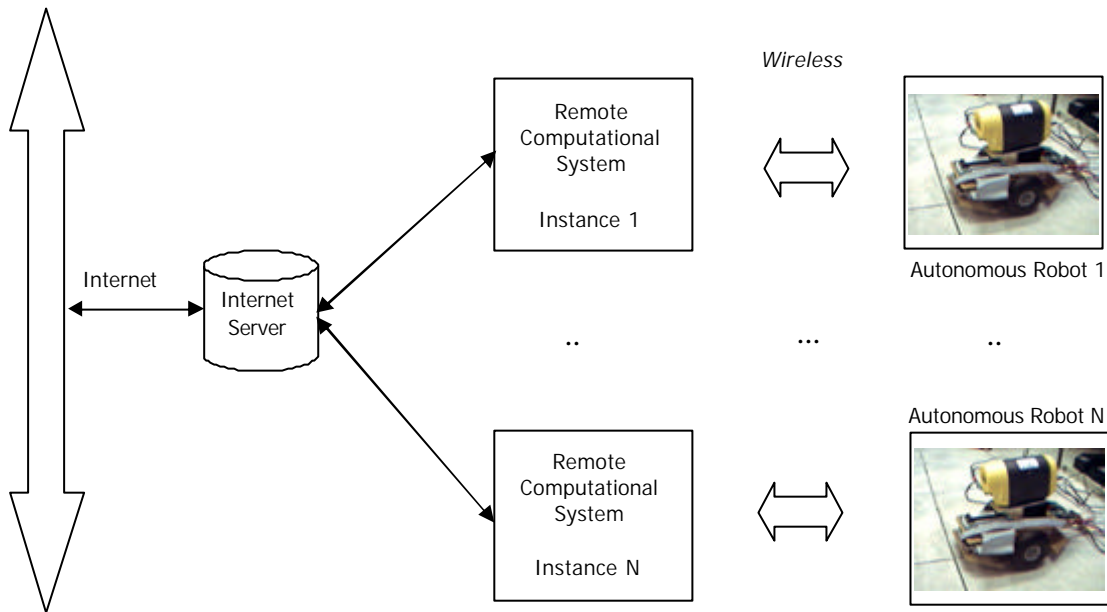 Wireless
Remote
Computational
System
Instance 1
Autonomous Robot 1
Internet
Internet
Server
..
...
..
Autonomous Robot N
Remote
Computational
System
Instance N